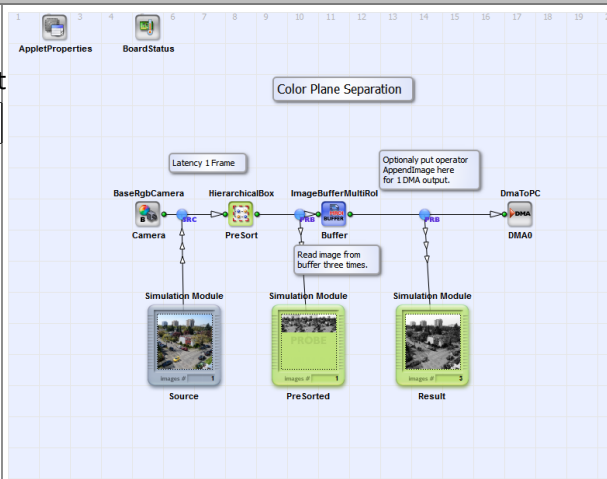 1 3 4 6 7 8 9 10 11 12 13 14 15 16 17 18 19
AppletProperties BoardStatus
t
Color Plane Separation
Latency 1 Frame
Optionaly put operator
AppendImage here
for 1 DMA output.
BaseRgbCamera HierarchicalBox ImageBufferMultiRoI DmaToPC
B SRC PRB BUFFER PRB DMA
Camera PreSort Buffer DMA0
Read image from
buffer three times.
Simulation Module Simulation Module Simulation Module
PROBE
Images # 1 Images # 1 Images # 3
Source PreSorted Result